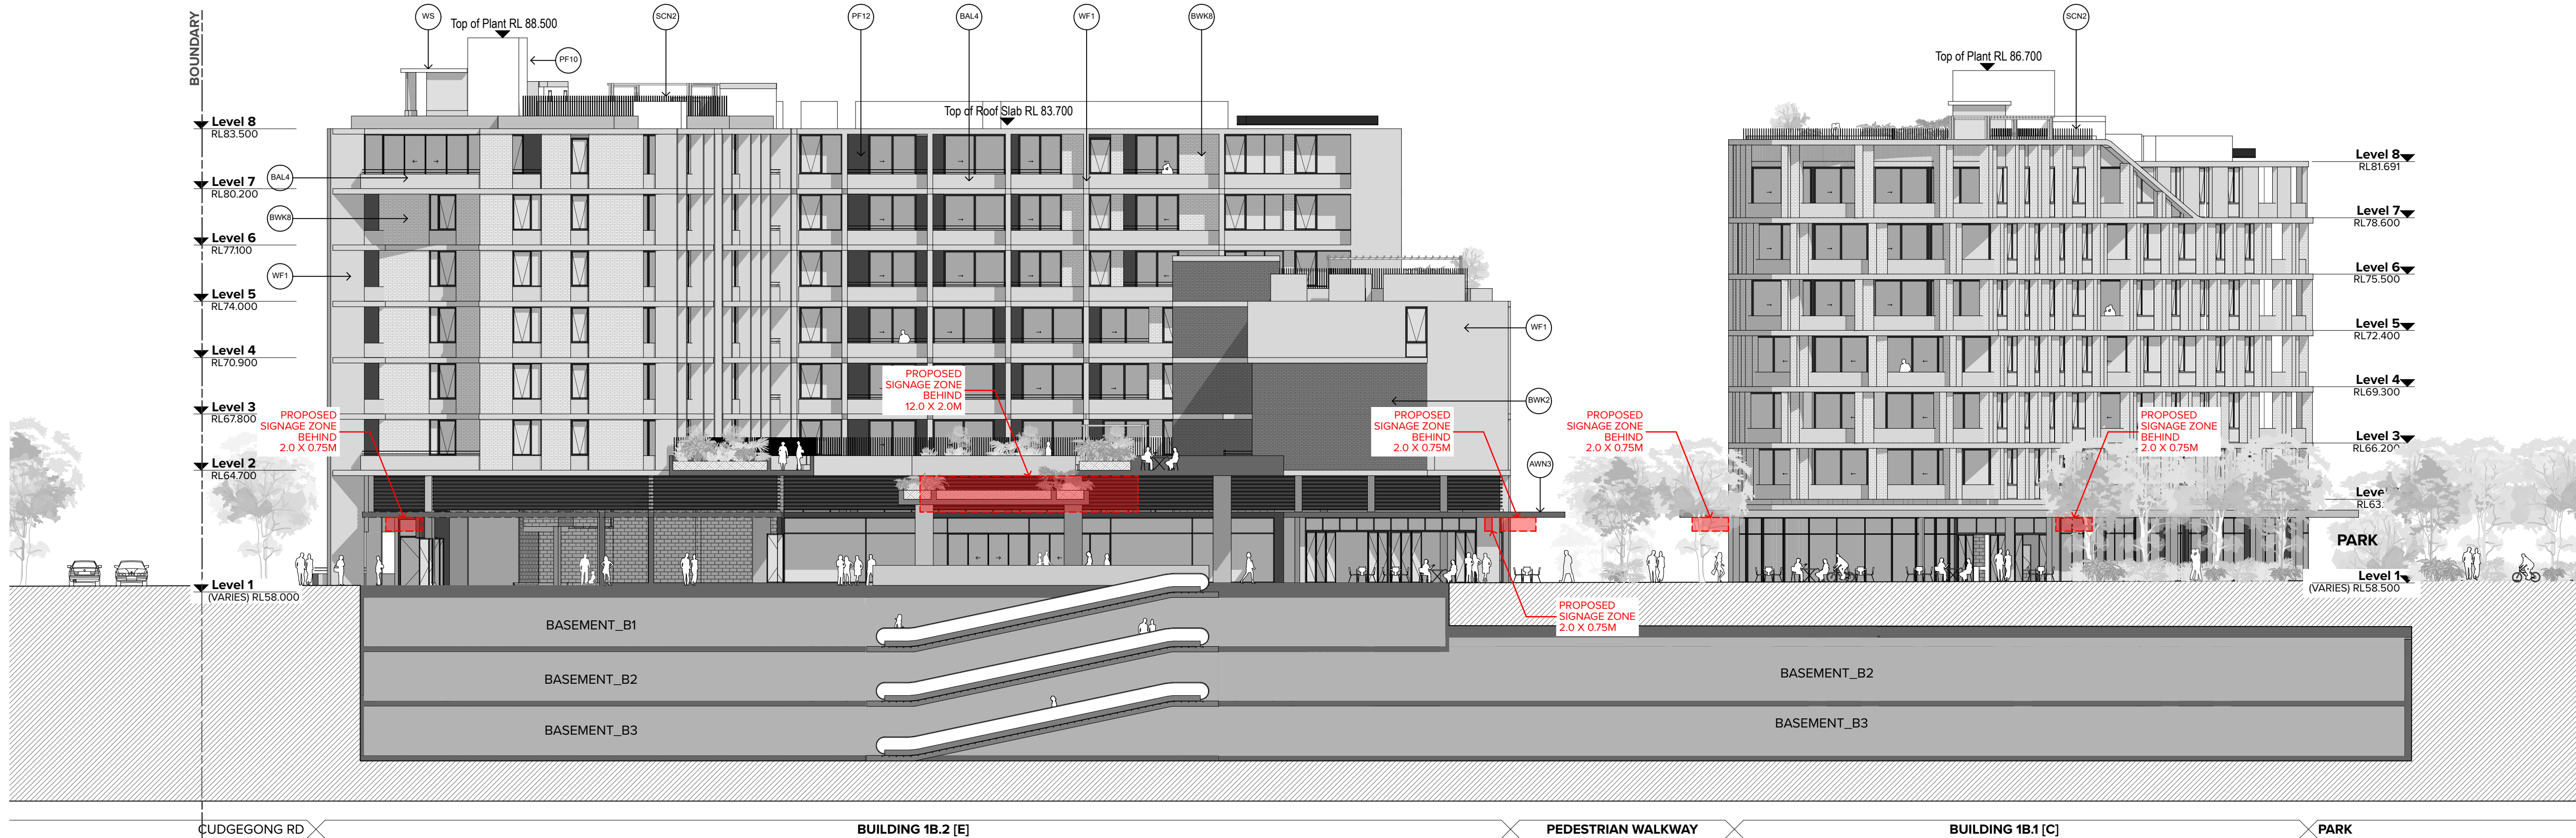 BOUNDARY
WS
Top of Plant RL 88.500
PF10
SCN2
PF12
BAL4
WF1
BWK8
SCN2
Top of Plant RL 86.700
Top of Roof Slab RL 83.700
Level 8
RL83.500
Level 7
RL80.200
Level 6
RL77.100
Level 5
RL74.000
Level 4
RL70.900
Level 3
RL67.800
Level 2
RL64.700
Level 1
(VARIES) RL58.000
BAL4
BWK8
WF1
PROPOSED
SIGNAGE ZONE
BEHIND
2.0 X 0.75M
PROPOSED
SIGNAGE ZONE
BEHIND
12.0 X 2.0M
WF1
BWK2
AWN3
PROPOSED
SIGNAGE ZONE
BEHIND
2.0 X 0.75M
PROPOSED
SIGNAGE ZONE
2.0 X 0.75M
PROPOSED
SIGNAGE ZONE
BEHIND
2.0 X 0.75M
PROPOSED
SIGNAGE ZONE
BEHIND
2.0 X 0.75M
Level 8
RL81.691
Level 7
RL78.600
Level 6
RL75.500
Level 5
RL72.400
Level 4
RL69.300
Level 3
RL66.200
Leve
RL63.
PARK
Level 1
(VARIES) RL58.500
BASEMENT_B1
BASEMENT_B2
BASEMENT_B3
BASEMENT_B2
BASEMENT_B3
CUDGEGONG RD
BUILDING 1B.2 [E]
PEDESTRIAN WALKWAY
BUILDING 1B.1 [C]
PARK